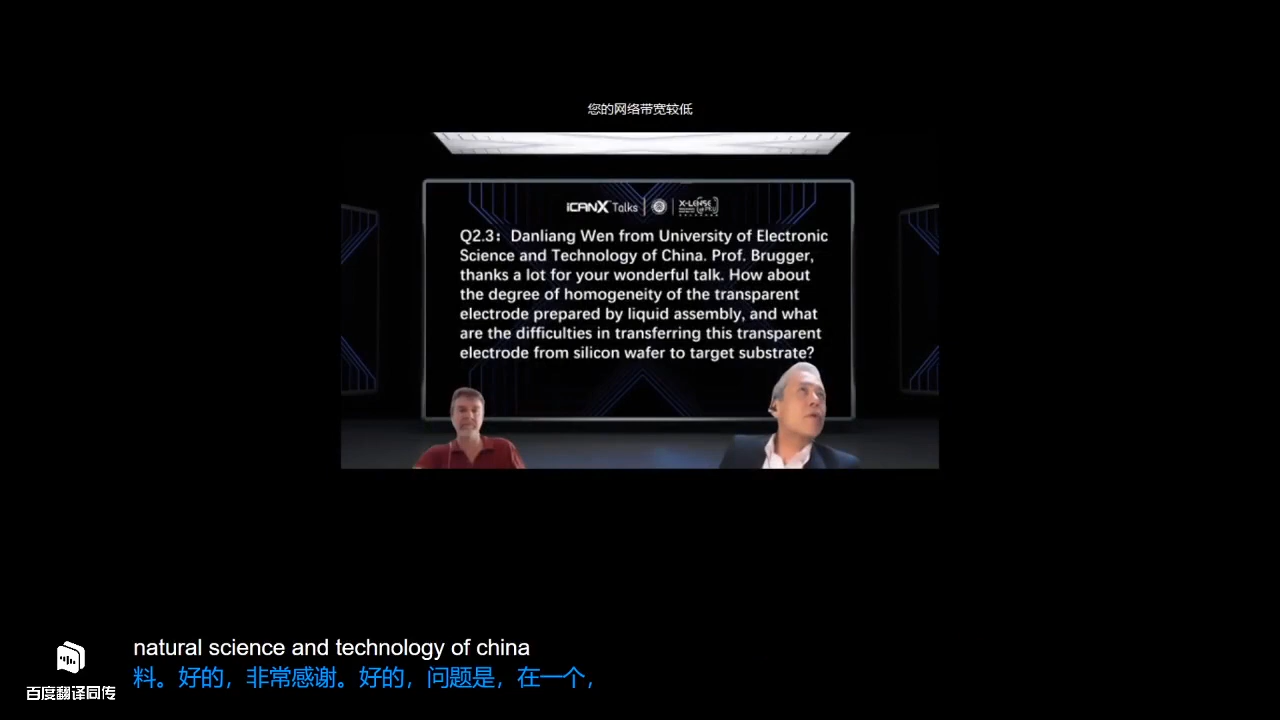 您的网络带宽较低
iCANX Talks X-LENSE
Q2.3：Danliang Wen from University of Electronic
Science and Technology of China. Prof. Brugger,
thanks a lot for your wonderful talk. How about
the degree of homogeneity of the transparent
electrode prepared by liquid assembly, and what
are the difficulties in transferring this transparent
electrode from silicon wafer to target substrate?
natural science and technology of china
料。好的，非常感谢。好的，问题是，在一个，
百度翻译同传